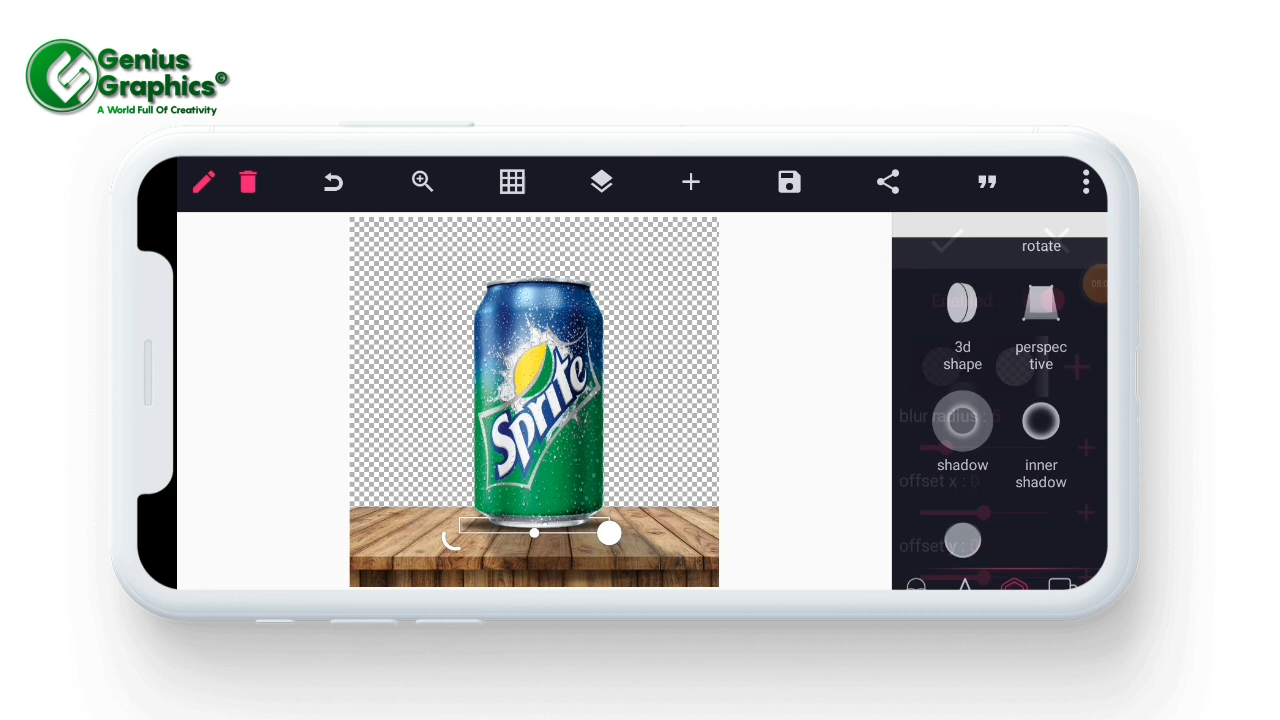 Genius
Graphics©
A World Full Of Creativity
rotate
Enabled :
3d
shape
perspec
tive
blur radius : 5
shadow
inner
shadow
offset x : 0
offset y : 0
Sprite